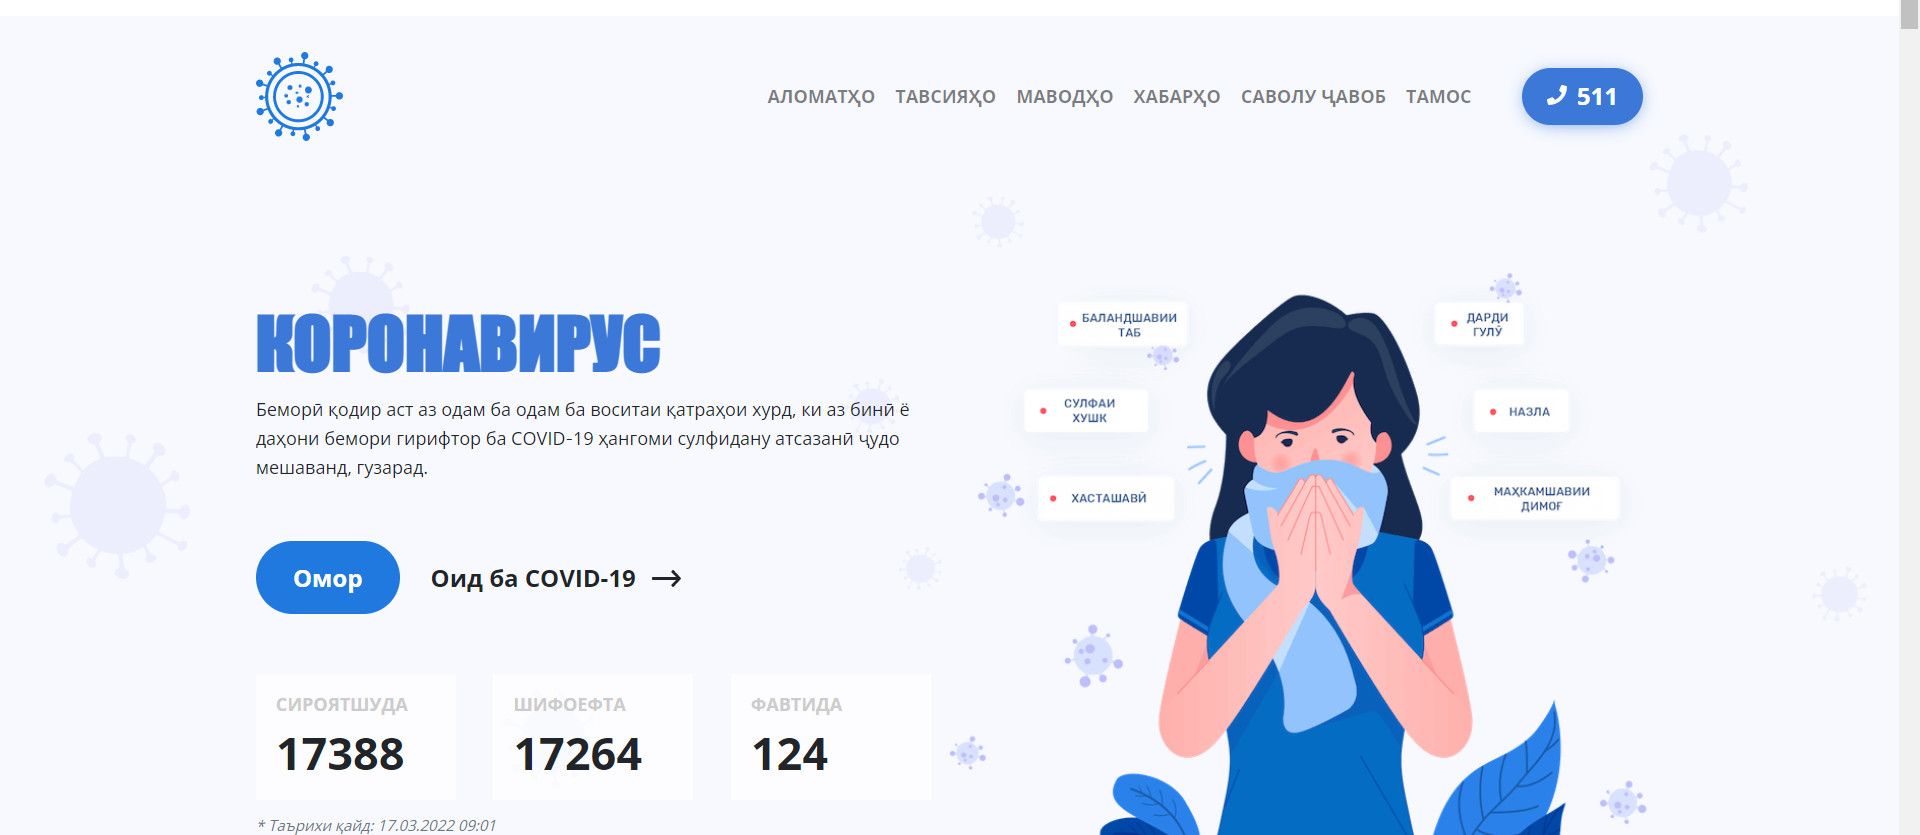 АЛОМАТҲО ТАВСИЯҲО МАВОДҲО ХАБАРҲО САВОЛУ ҶАВОБ ТАМОС 511
КОРОНАВИРУС
Беморӣ қодир аст аз одам ба одам ба воситаи қатраҳои хурд, ки аз бинӣ ё
даҳони бемори гирифтор ба COVID-19 ҳангоми сулфидану атсазанӣ ҷудо
мешаванд, гузарад.
Омор
Оид ба COVID-19
СИРОЯТШУДА
17388
ШИФОЕФТА
17264
ФАВТИДА
124
* Таърихи қайд: 17.03.2022 09:01
БАЛАНДШАВИИ
ТАБ
СУЛФАИ
ХУШК
ХАСТАШАВӢ
ДАРДИ
ГУЛӮ
НАЗЛА
МАҲКАМШАВИИ
ДИМОҒ